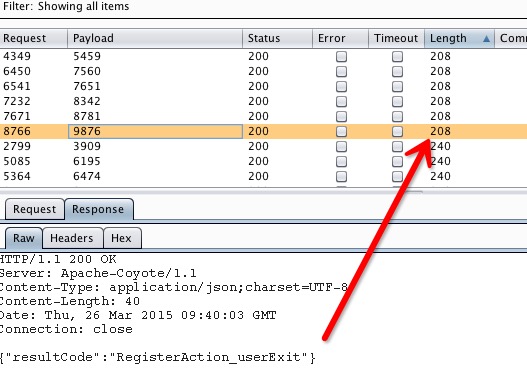 Filter: Showing all items
Request Payload Status Error Timeout Length Comm
4349 5459 200 208
6450 7560 200 208
6541 7651 200 208
7232 8342 200 208
7671 8781 200 208
8766 9876 200 208
2799 3909 200 240
5085 6195 200 240
5364 6474 200 240
Request Response
Raw Headers Hex
HTTP/1.1 200 OK
Server: Apache-Coyote/1.1
Content-Type: application/json;charset=UTF-8
Content-Length: 40
Date: Thu, 26 Mar 2015 09:40:03 GMT
Connection: close
{"resultCode":"RegisterAction_userExit"}